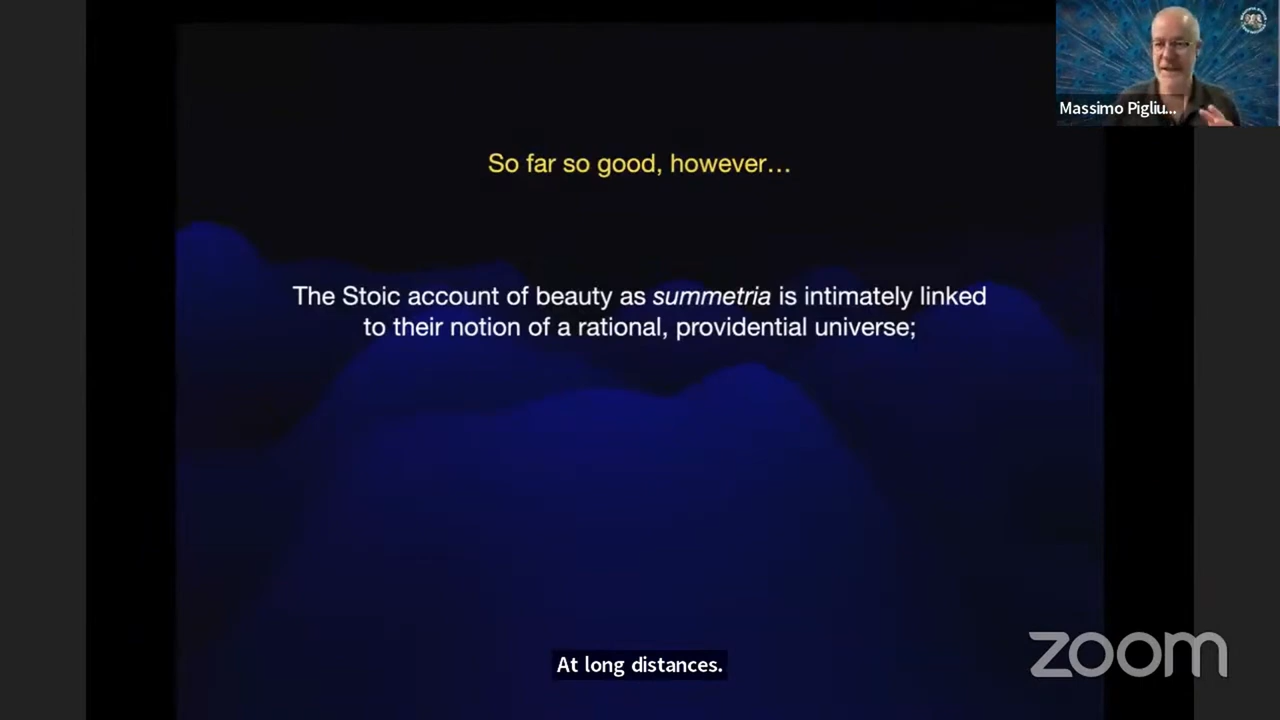 Massimo Pigliu...
So far so good, however…
The Stoic account of beauty as summetria is intimately linked
to their notion of a rational, providential universe;
At long distances.
zoom